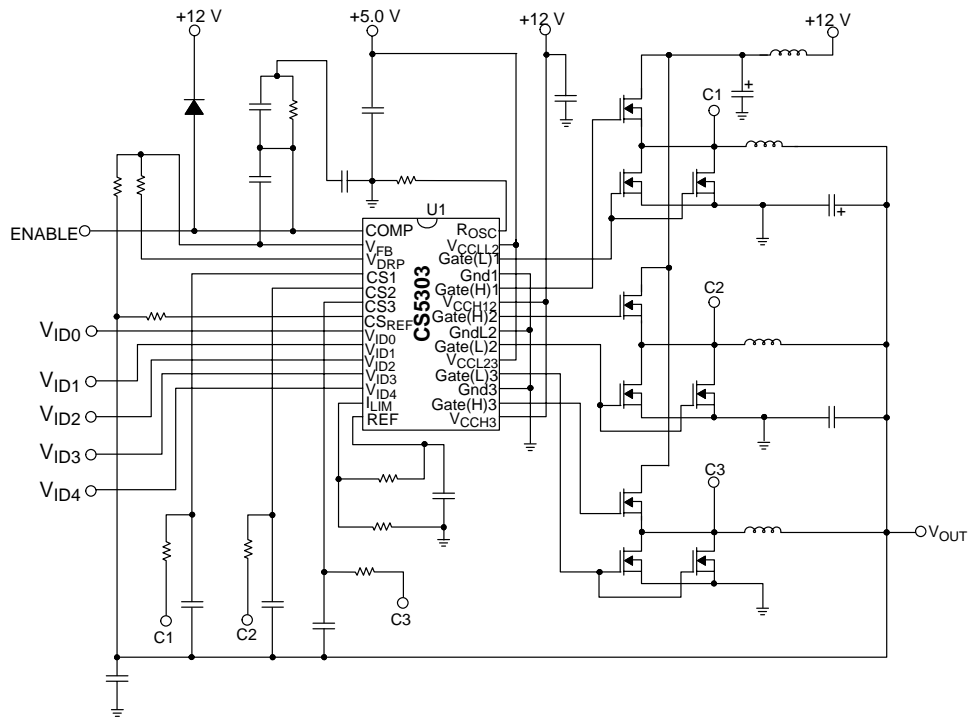 +12 V
+5.0 V
+12 V
+12 V
+
C1
+
U1
ENABLE
CS5303
COMP
VFB
VDRP
CS1
CS2
CS3
CSREF
VID0
VID1
VID2
VID3
VID4
ILIM
REF
ROSC
VCCLL2
Gate(L)1
Gnd1
Gate(H)1
VCCH12
Gate(H)2
GndL2
Gate(L)2
VCCL23
Gate(L)3
Gnd3
Gate(H)3
VCCH3
VID0
VID1
VID2
VID3
VID4
C2
C3
VOUT
C1
C2
C3